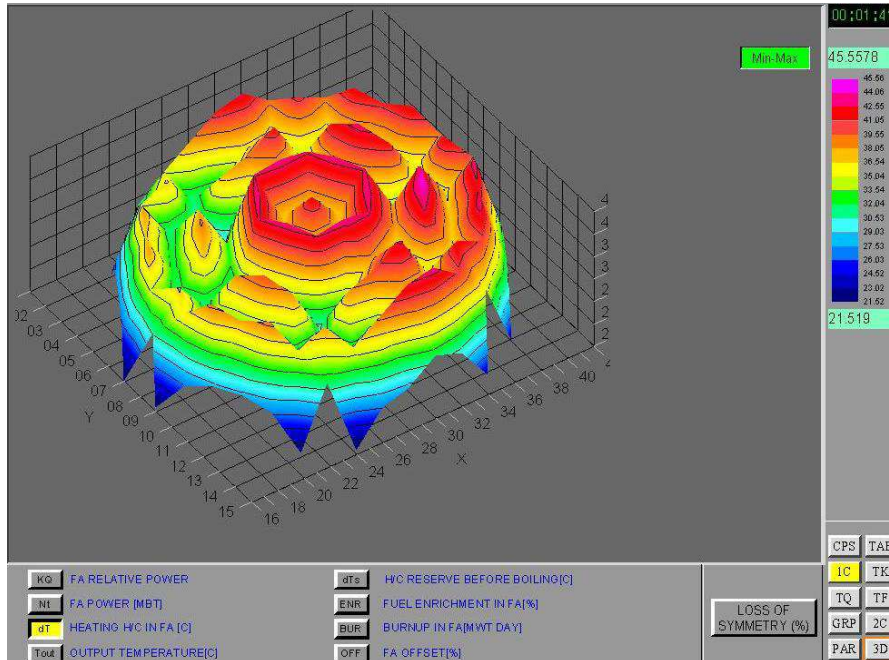 00:01:4
Min-Max
45.5578
45.56
44.06
42.55
41.05
39.55
38.05
36.54
35.04
33.54
32.04
30.53
29.03
27.53
26.03
24.52
23.02
21.52
21.519
02
03
04
05
06
07
08
09
10
11
12
13
14
15
Y
16
18
20
22
24
26
28
30
32
34
36
38
40
X
CPS TAB
1C TK
TQ TF
GRP 2C
PAR 3D
KQ FA RELATIVE POWER
Nt FA POWER [MBT]
dT HEATING H/C IN FA [C]
Tout OUTPUT TEMPERATURE[C]
dTs H/C RESERVE BEFORE BOILING[C]
ENR FUEL ENRICHMENT IN FA[%]
BUR BURNUP IN FA[MWT DAY]
OFF FA OFFSET[%]
LOSS OF
SYMMETRY (%)